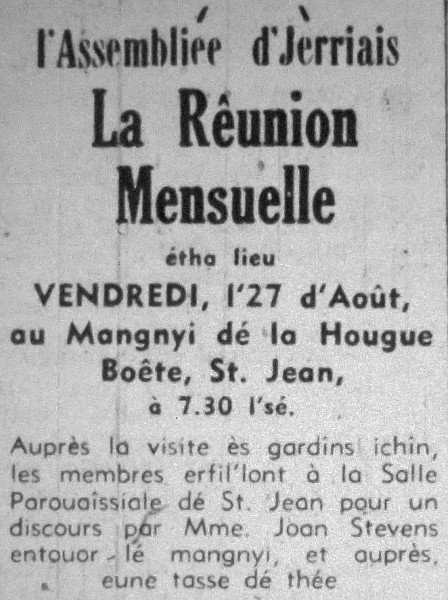 l'Assembliée d'Jèrriais
La Rêunion
Mensuelle
étha lieu
VENDREDI, l'27 d'Août,
au Mangnyi dé la Hougue
Boête, St. Jean,
à 7.30 l'sé.
Auprès la visite ès gardins ichîn,
les membres erfil'lont à la Salle
Parouaîssiale dé St. Jean pour un
discours par Mme. Joan Stevens
entouor lé mangnyi, et auprès,
eune tasse dé thée